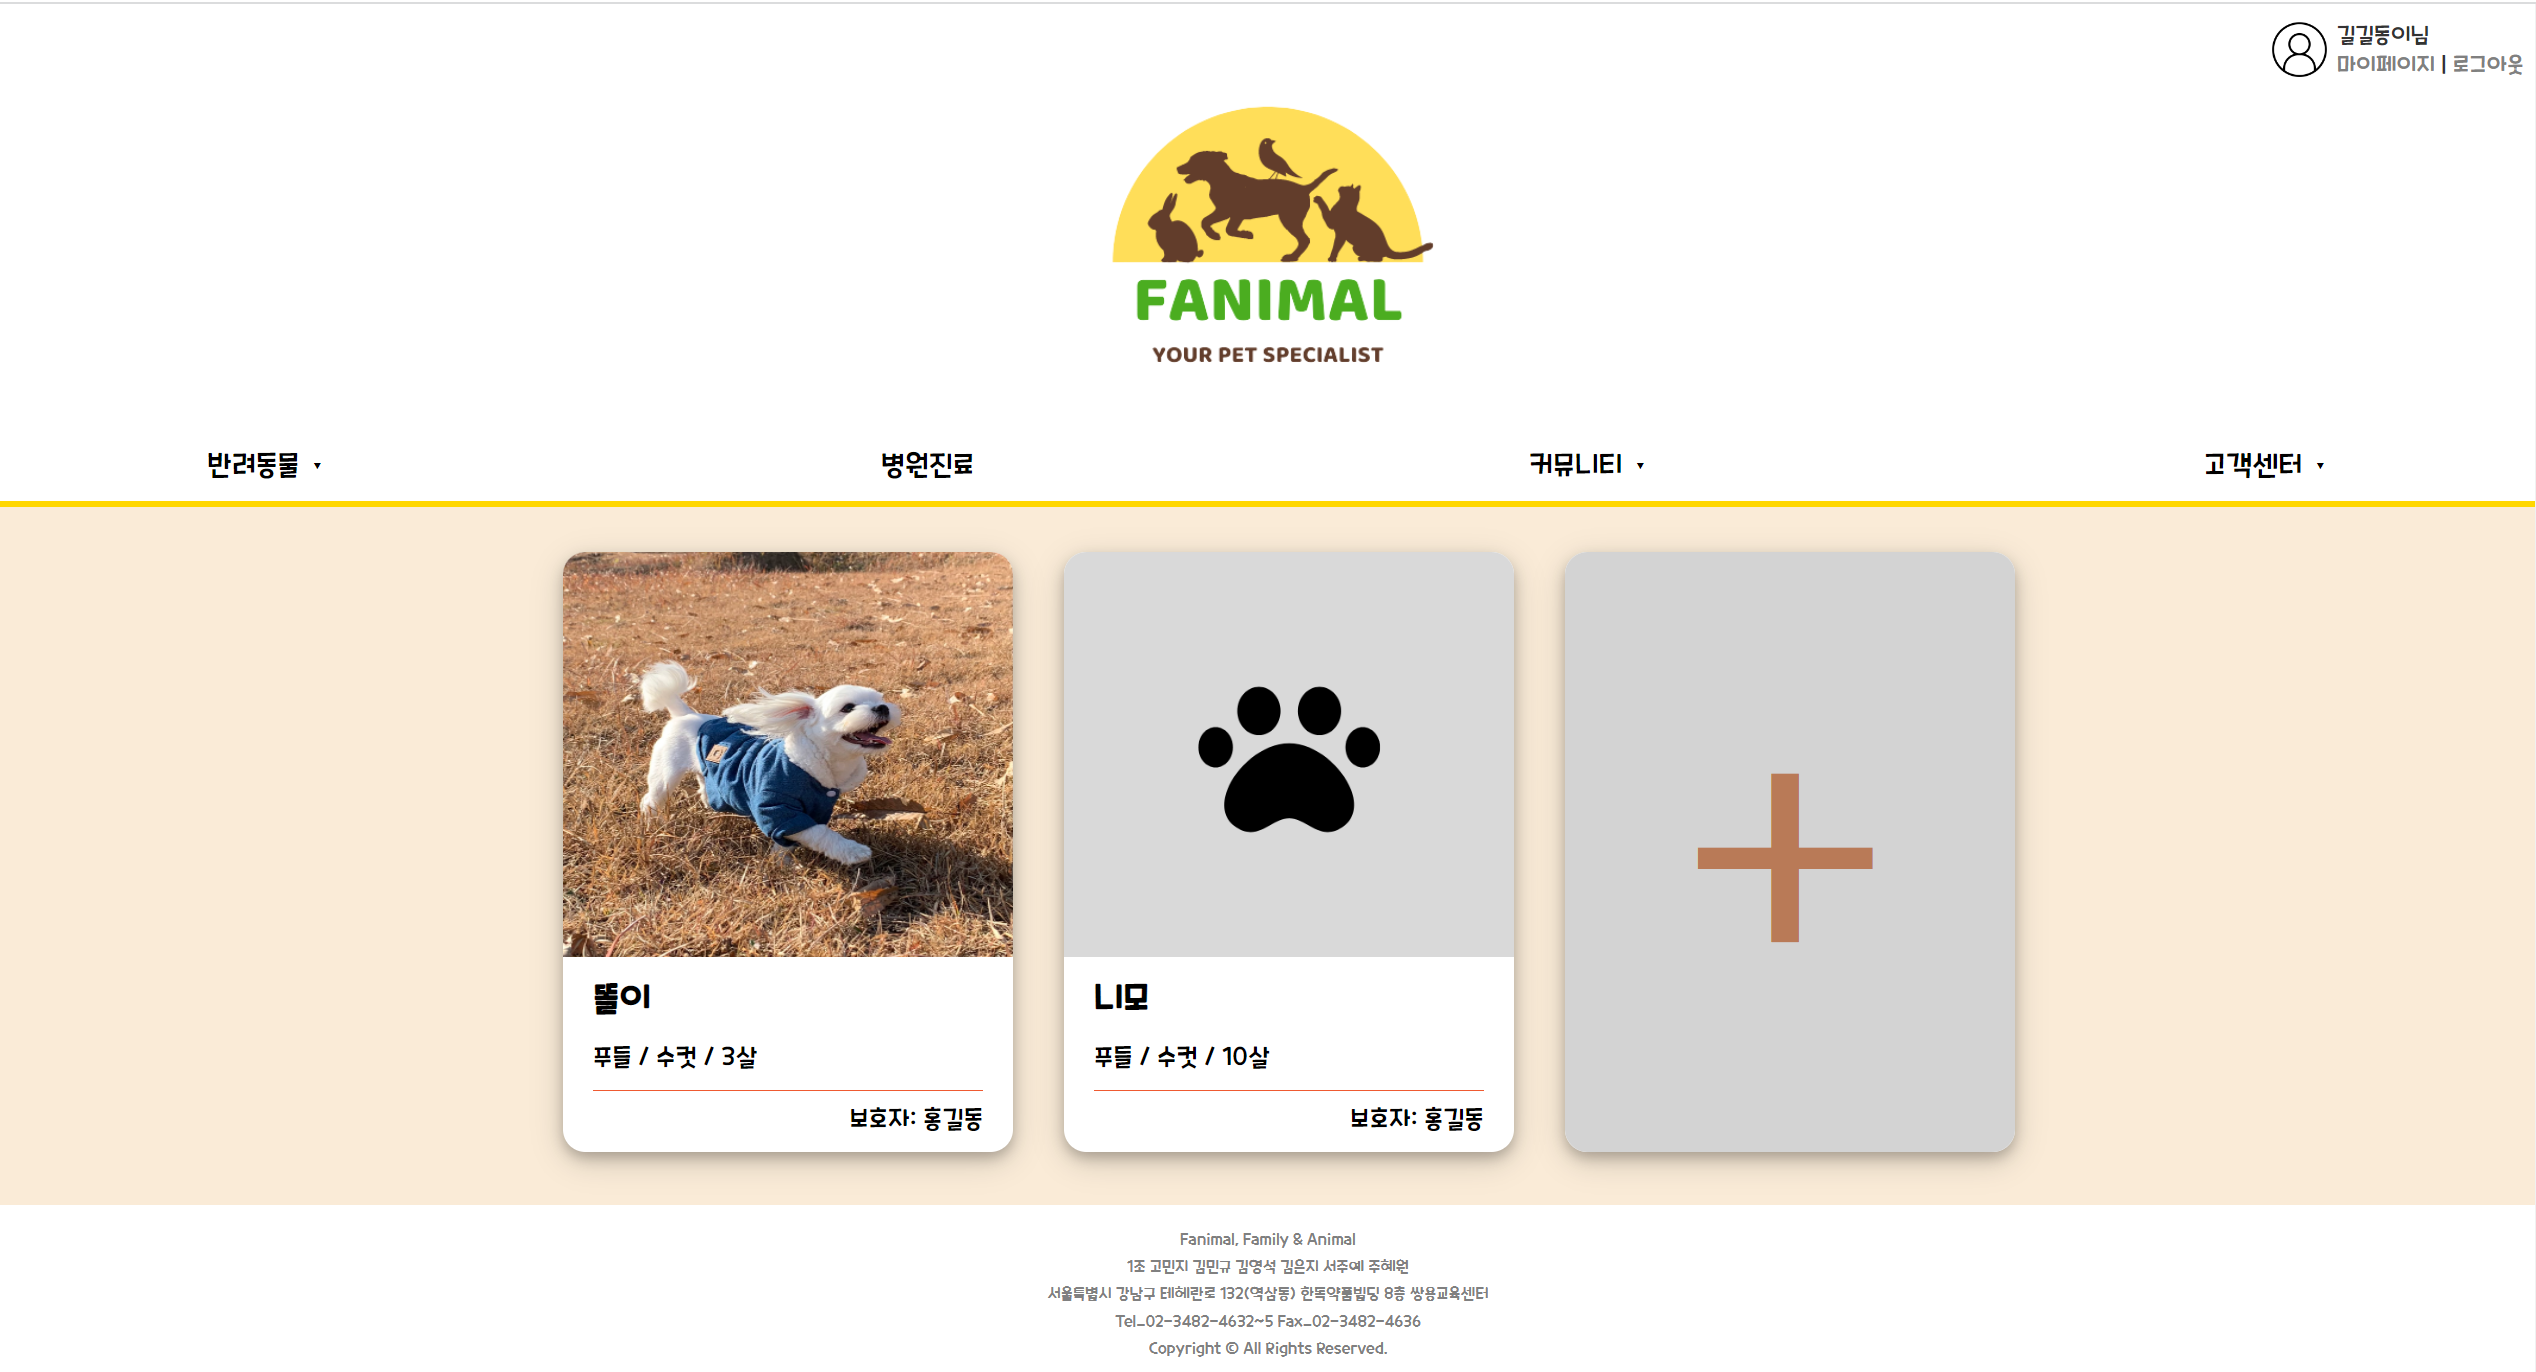 길길동이님
마이페이지 | 로그아웃
FANIMAL
YOUR PET SPECIALIST
반려동물 ▼
병원진료
커뮤니티 ▼
고객센터 ▼
똘이
푸들 / 수컷 / 3살
보호자: 홍길동
니모
푸들 / 수컷 / 10살
보호자: 홍길동
Fanimal, Family & Animal
1조 고민지 김민규 김영석 김은지 서주예 주혜원
서울특별시 강남구 테헤란로 132(역삼동) 한독약품빌딩 8층 쌍용교육센터
Tel_02-3482-4632~5 Fax_02-3482-4636
Copyright © All Rights Reserved.